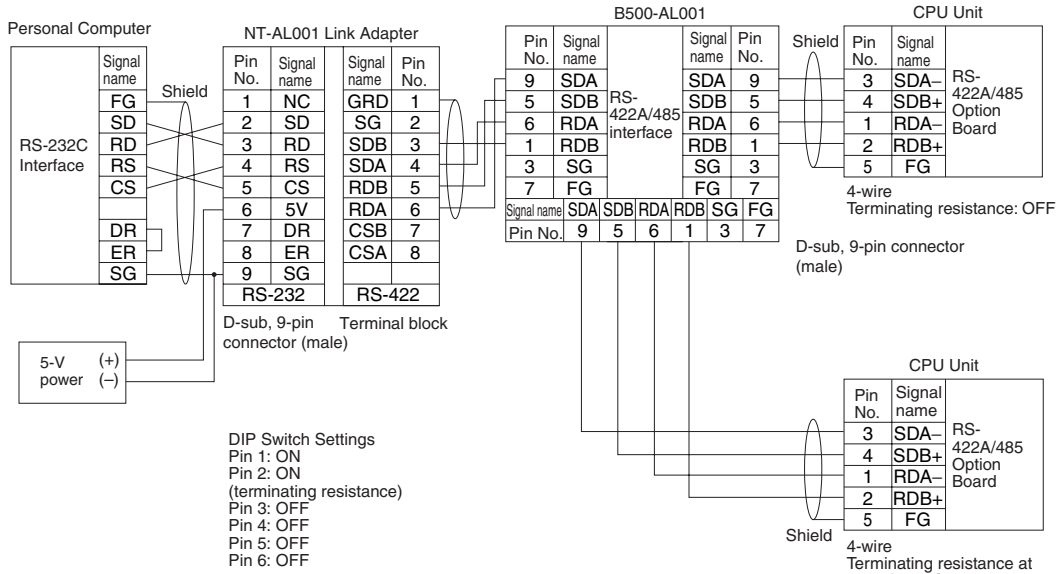 B500-AL001
CPU Unit
Personal Computer
NT-AL001 Link Adapter
RS-232C
Interface
Signal
name
FG
SD
RD
RS
CS
DR
ER
SG
Shield
Pin
No.
Signal
name
Signal
name
Pin
No.
1 NC GRD 1
2 SD SG 2
3 RD SDB 3
4 RS SDA 4
5 CS RDB 5
6 5V RDA 6
7 DR CSB 7
8 ER CSA 8
9 SG
RS-232 RS-422
D-sub, 9-pin
connector (male)
Terminal block
5-V
power
(+)
(–)
DIP Switch Settings
Pin 1: ON
Pin 2: ON
(terminating resistance)
Pin 3: OFF
Pin 4: OFF
Pin 5: OFF
Pin 6: OFF
Pin
No.
Signal
name
Signal
name
Pin
No.
9 SDA SDA 9
5 SDB SDB 5
6 RDA RDA 6
1 RDB RDB 1
3 SG SG 3
7 FG FG 7
RS-
422A/485
interface
Signal name SDA SDB RDA RDB SG FG
Pin No. 9 5 6 1 3 7
Shield
Pin
No.
Signal
name
3 SDA–
4 SDB+
1 RDA–
2 RDB+
5 FG
RS-
422A/485
Option
Board
4-wire
Terminating resistance: OFF
D-sub, 9-pin connector
(male)
CPU Unit
Pin
No.
Signal
name
3 SDA–
4 SDB+
1 RDA–
2 RDB+
5 FG
RS-
422A/485
Option
Board
Shield
4-wire
Terminating resistance at